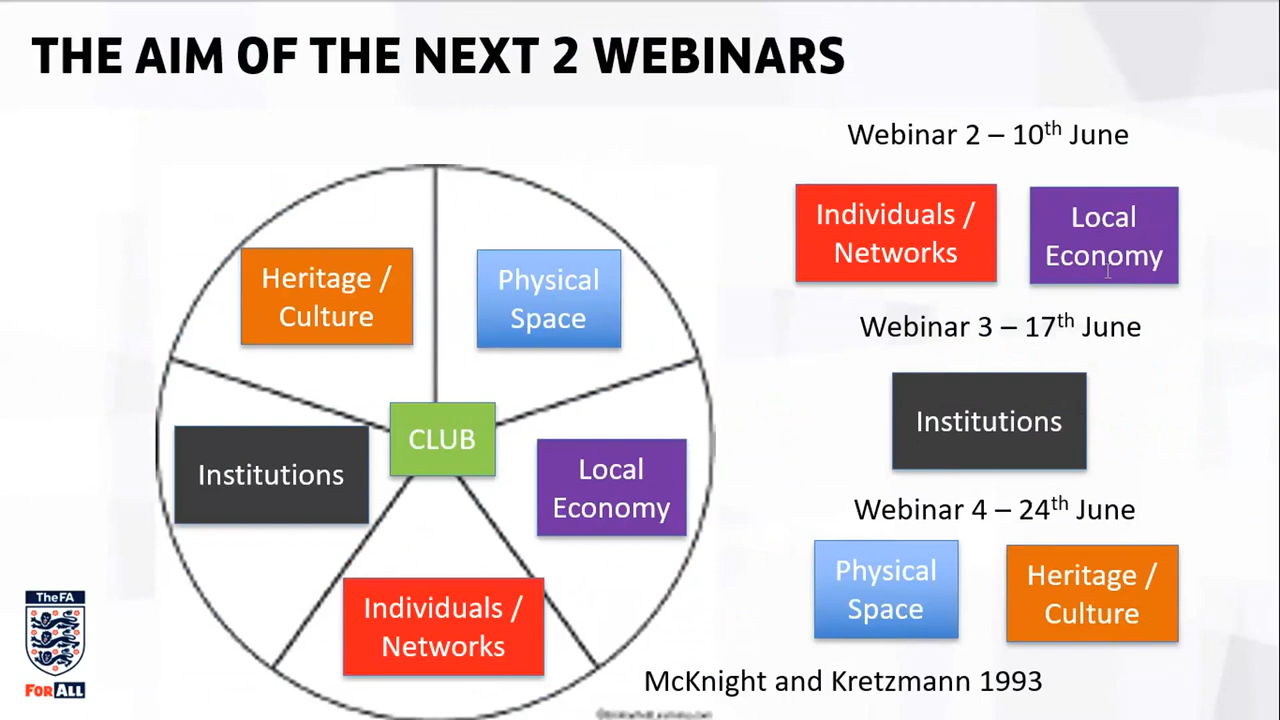 THE AIM OF THE NEXT 2 WEBINARS
Heritage /
Culture
Physical
Space
CLUB
Institutions
Local
Economy
Individuals /
Networks
Webinar 2 – 10th June
Individuals /
Networks
Local
Economy
Webinar 3 – 17th June
Institutions
Webinar 4 – 24th June
Physical
Space
Heritage /
Culture
McKnight and Kretzmann 1993
The FA
FOR ALL